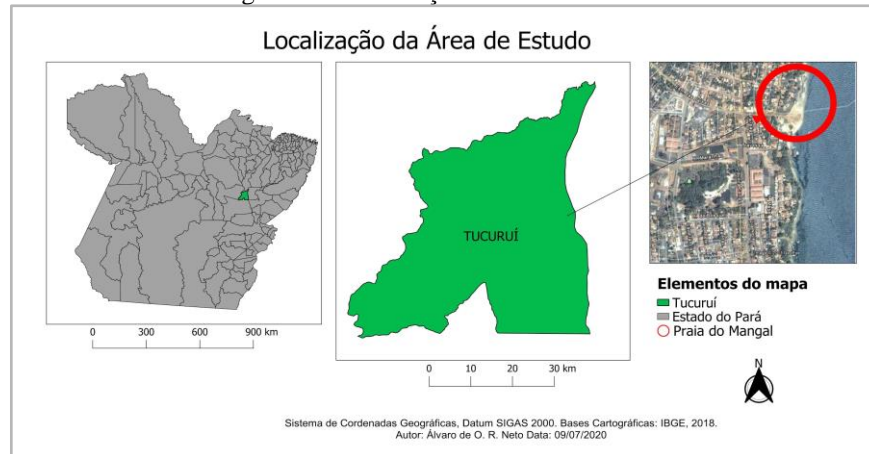 Localização da Área de Estudo
TUCURUÍ
0 300 600 900 km
0 10 20 30 km
Elementos do mapa
Tucuruí
Estado do Pará
Praia do Mangal
N
Sistema de Cordenadas Geográficas, Datum SIGAS 2000. Bases Cartográficas: IBGE, 2018.
Autor: Álvaro de O. R. Neto Data: 09/07/2020